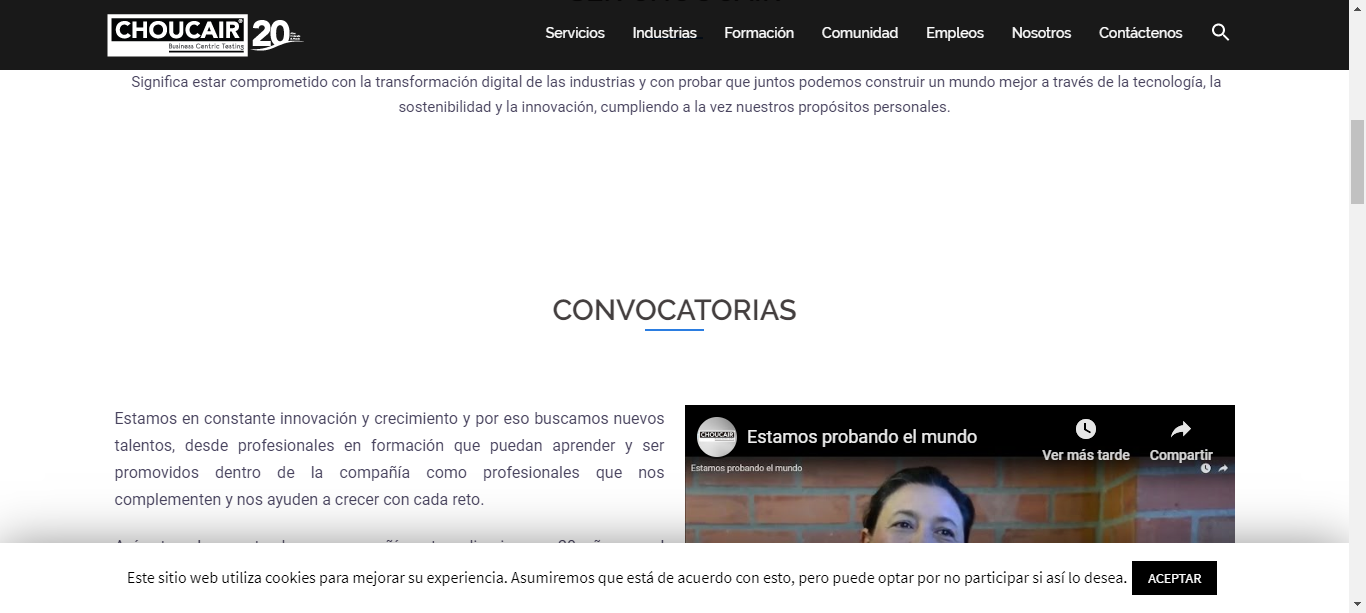 CHOUCAIR
Business Centric Testing
20
Servicios
Industrias
Formación
Comunidad
Empleos
Nosotros
Contáctenos
Significa estar comprometido con la transformación digital de las industrias y con probar que juntos podemos construir un mundo mejor a través de la tecnología, la
sostenibilidad y la innovación, cumpliendo a la vez nuestros propósitos personales.
CONVOCATORIAS
Estamos en constante innovación y crecimiento y por eso buscamos nuevos
talentos, desde profesionales en formación que puedan aprender y ser
promovidos dentro de la compañía como profesionales que nos
complementen y nos ayuden a crecer con cada reto.
CHOUCAIR
Estamos probando el mundo
Ver más tarde
Compartir
Estamos probando el mundo
Este sitio web utiliza cookies para mejorar su experiencia. Asumiremos que está de acuerdo con esto, pero puede optar por no participar si así lo desea.
ACEPTAR